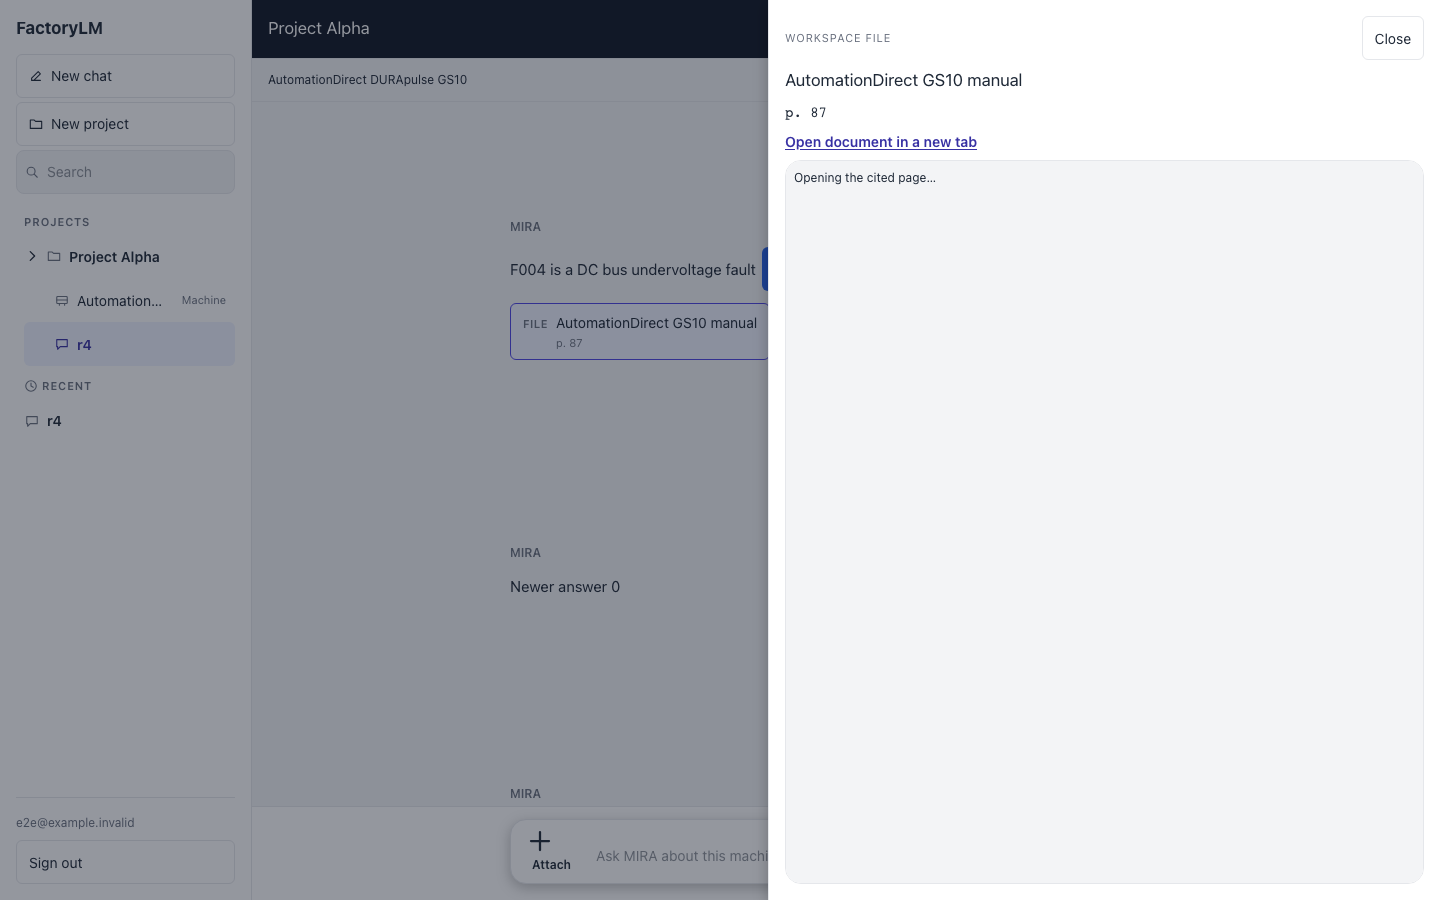 FactoryLM
New chat
New project
Search
PROJECTS
Project Alpha
Automation... Machine
r4
RECENT
r4
e2e@example.invalid
Sign out
Project Alpha
AutomationDirect DURApulse GS10
MIRA
F004 is a DC bus undervoltage fault
FILE AutomationDirect GS10 manual
p. 87
MIRA
Newer answer 0
MIRA
Attach
Ask MIRA about this machi
WORKSPACE FILE
Close
AutomationDirect GS10 manual
p. 87
Open document in a new tab
Opening the cited page...